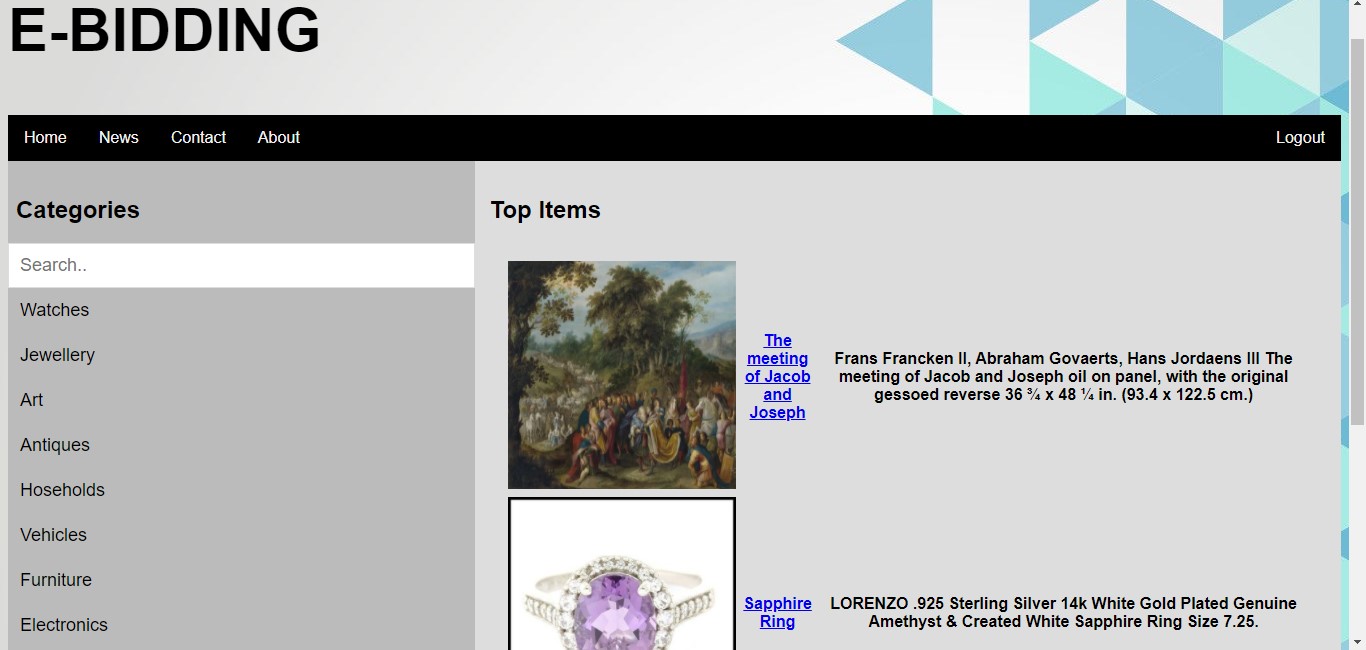 E-BIDDING
Home News Contact About Logout
Categories
Search..
Watches
Jewellery
Art
Antiques
Hoseholds
Vehicles
Furniture
Electronics
Top Items
The
meeting
of Jacob
and
Joseph
Frans Francken II, Abraham Govaerts, Hans Jordaens III The
meeting of Jacob and Joseph oil on panel, with the original
gessoed reverse 36 ¾ x 48 ¼ in. (93.4 x 122.5 cm.)
Sapphire
Ring
LORENZO .925 Sterling Silver 14k White Gold Plated Genuine
Amethyst & Created White Sapphire Ring Size 7.25.